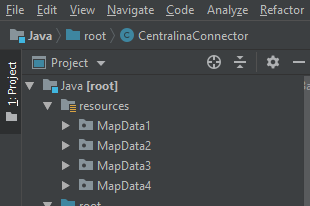 File Edit View Navigate Code Analyze Refactor
Java root CentralinaConnector
1: Project
Project
Java [root]
resources
MapData1
MapData2
MapData3
MapData4
root